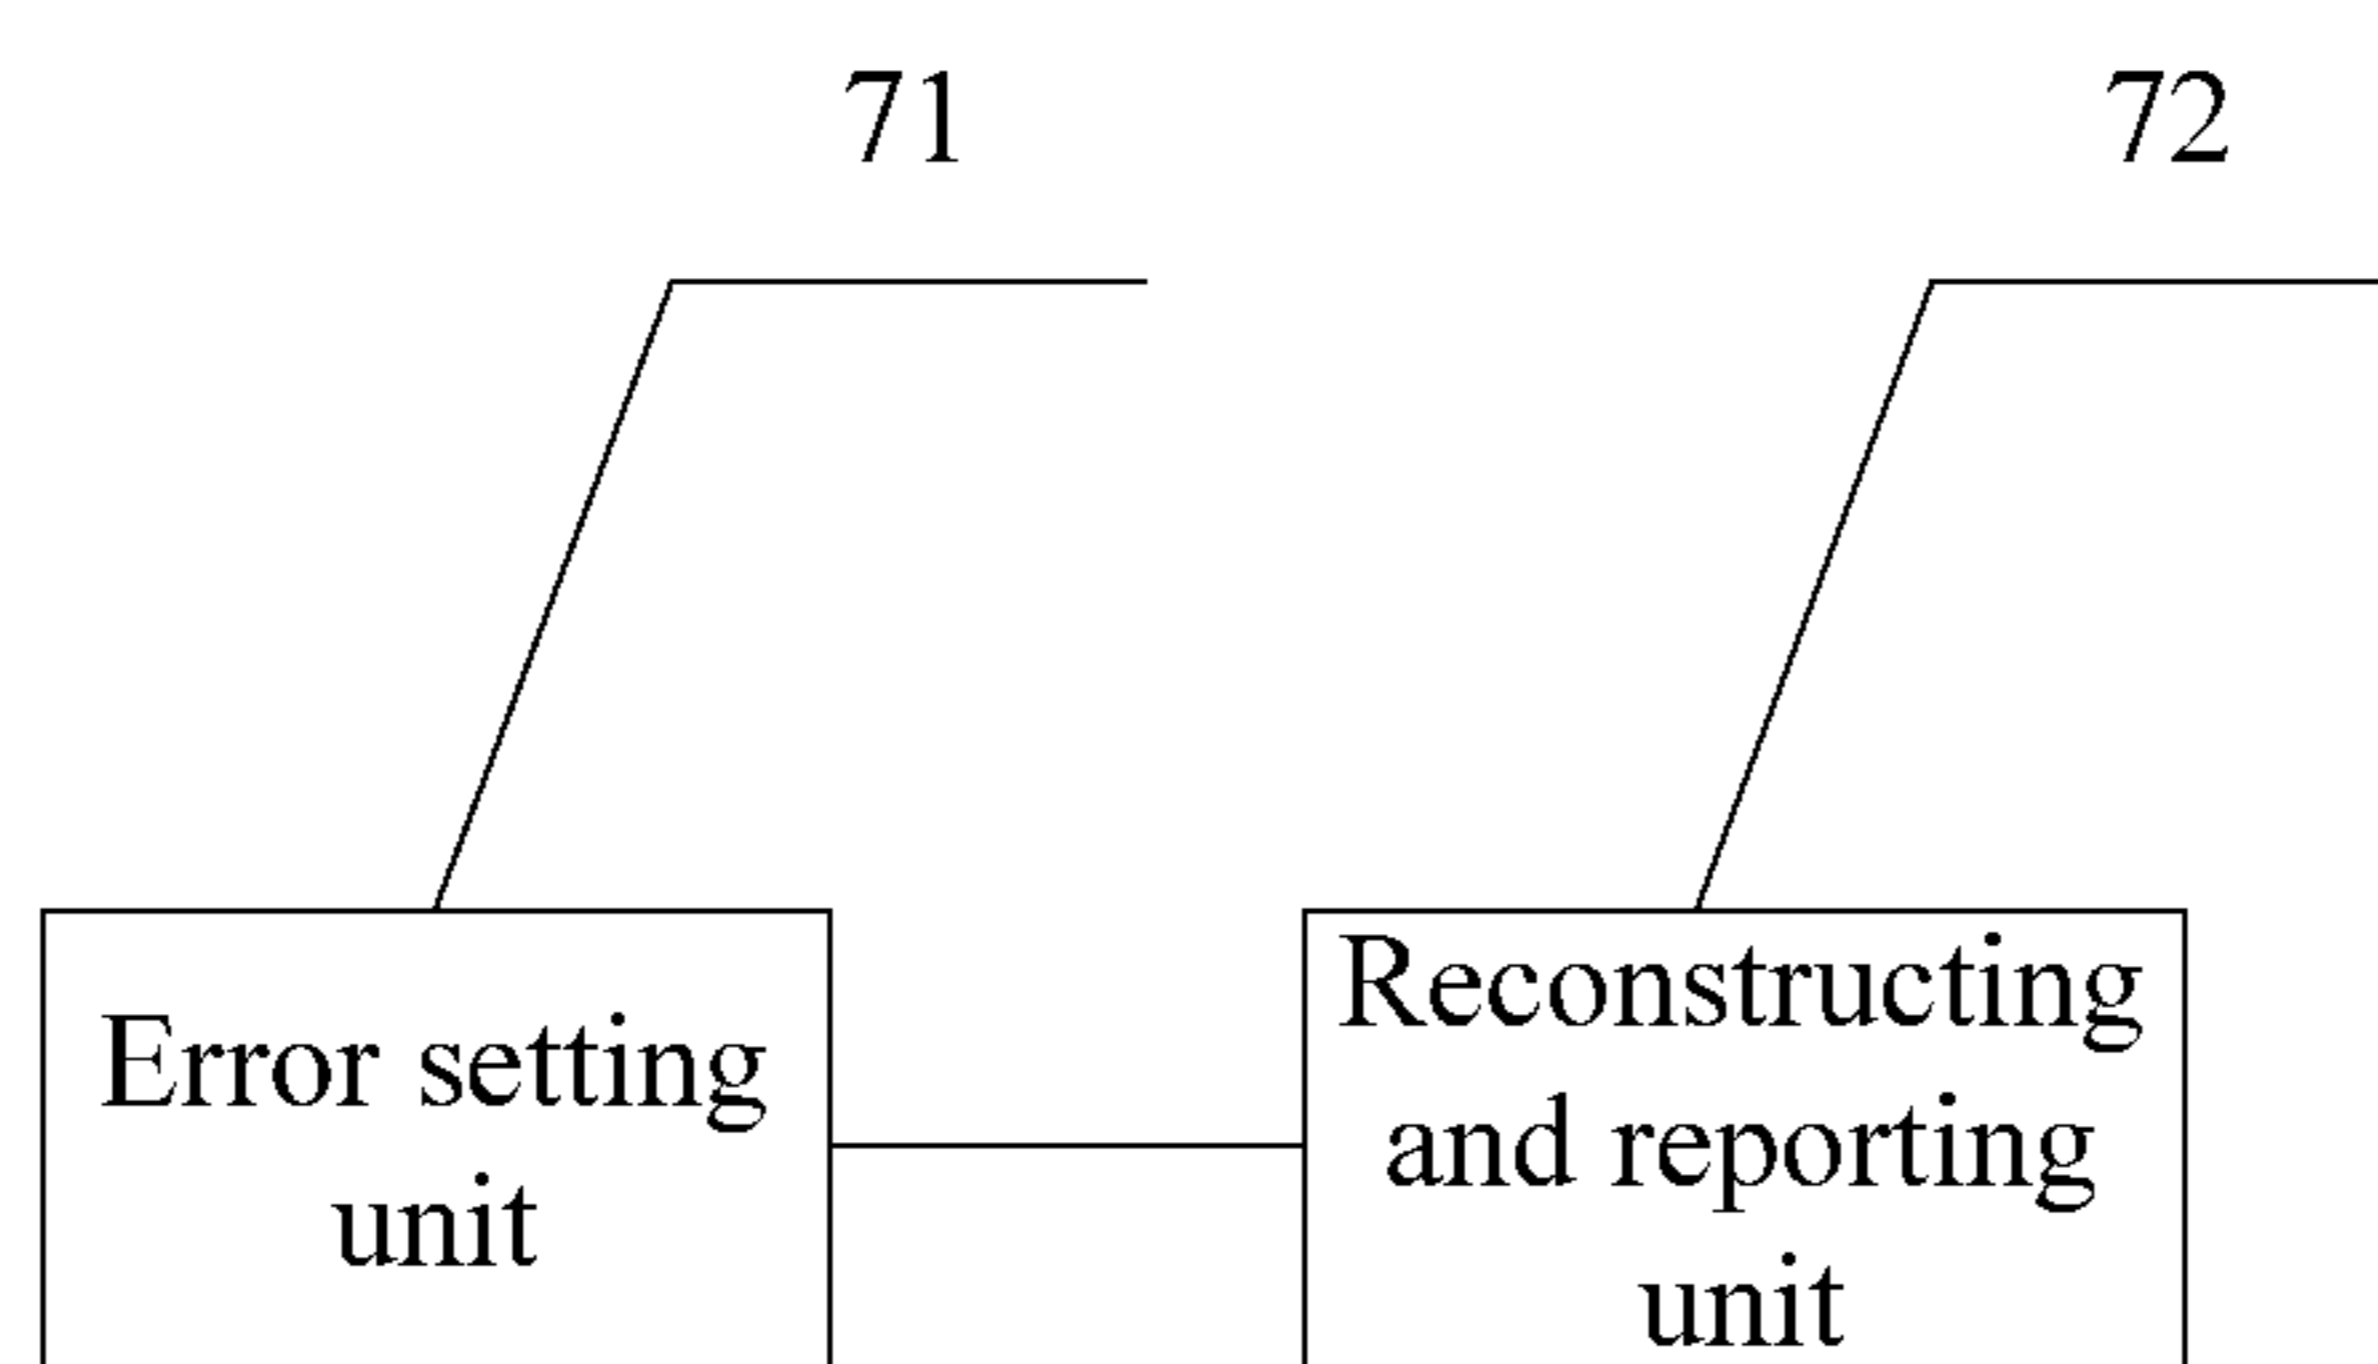 71
72
Error setting
unit
Reconstructing
and reporting
unit